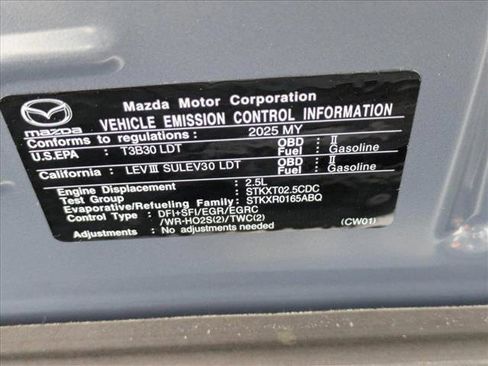 Mazda Motor Corporation
mazda
VEHICLE EMISSION CONTROL INFORMATION
Conforms to regulations : 2025 MY
U.S.EPA : T3B30 LDT OBD : II Fuel : Gasoline
California : LEVⅢ SULEV30 LDT OBD : II Fuel : Gasoline
Engine Displacement : 2.5L
Test Group : STKXT02.5CDC
Evaporative/Refueling Family: STKXR0165ABQ
Control Type : DFI+SFI/EGR/EGRC
/WR-HO2S(2)/TWC(2)
Adjustments : No adjustments needed (CW01)